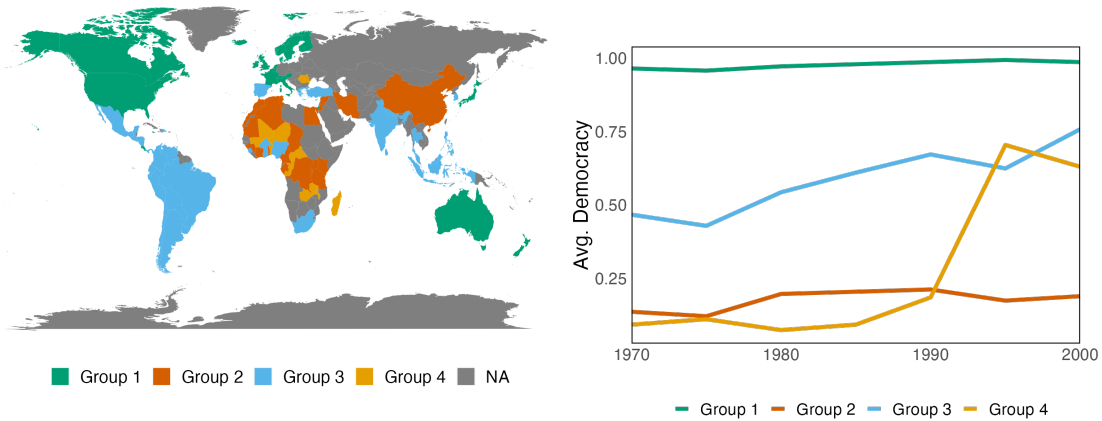 Group 1 Group 2 Group 3 Group 4 NA
Avg. Democracy
1.00
0.75
0.50
0.25
1970 1980 1990 2000
Group 1 Group 2 Group 3 Group 4